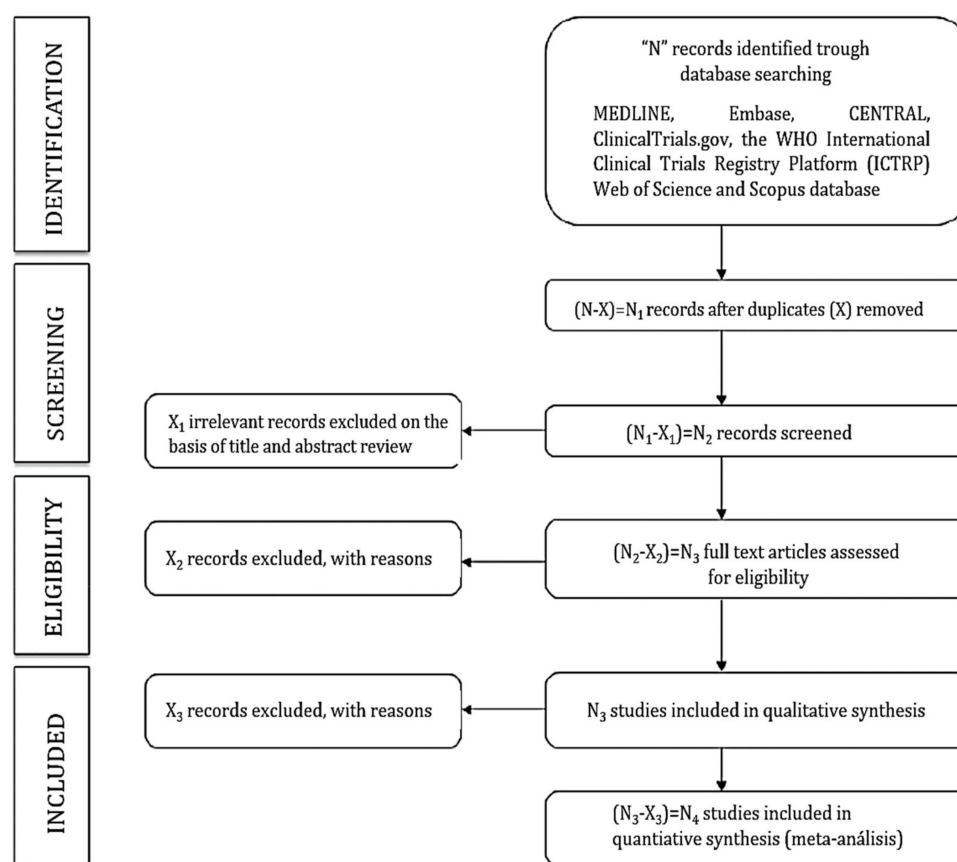 IDENTIFICATION
“N” records identified trough
database searching
MEDLINE, Embase, CENTRAL,
ClinicalTrials.gov, the WHO International
Clinical Trials Registry Platform (ICTRP)
Web of Science and Scopus database
SCREENING
(N-X)=N₁ records after duplicates (X) removed
X₁ irrelevant records excluded on the
basis of title and abstract review
(N₁-X₁)=N₂ records screened
ELIGIBILITY
X₂ records excluded, with reasons
(N₂-X₂)=N₃ full text articles assessed
for eligibility
INCLUDED
X₃ records excluded, with reasons
N₃ studies included in qualitative synthesis
(N₃-X₃)=N₄ studies included in
quantiative synthesis (meta-análisis)